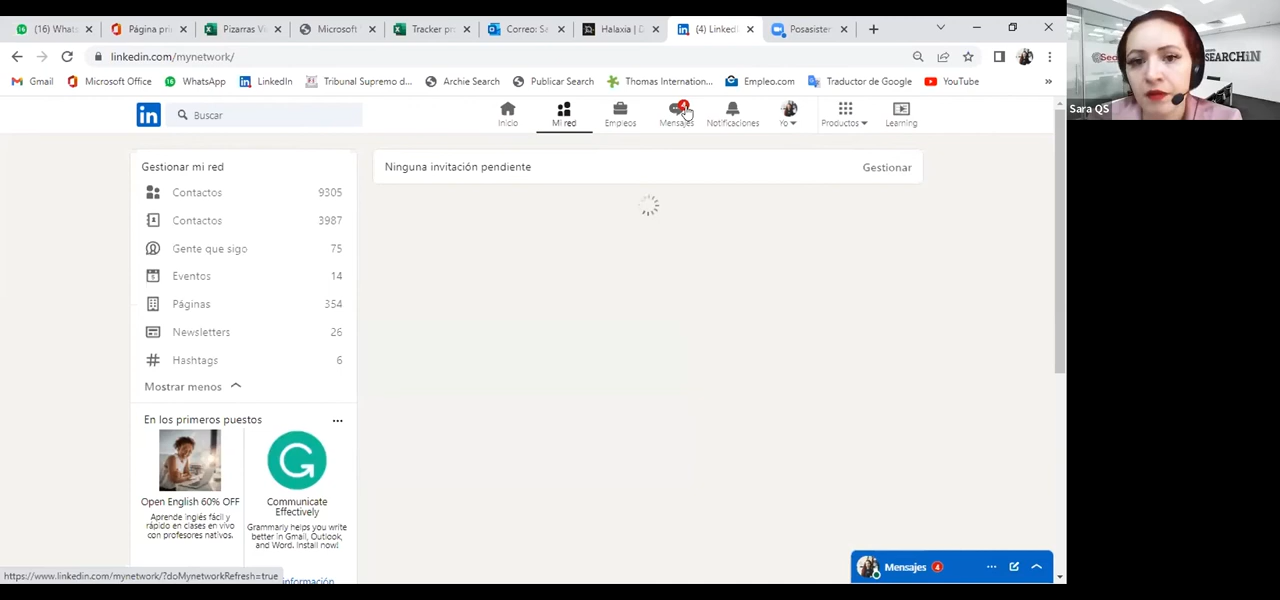 (16) Whats
Página pri
Pizarras Vi
Microsoft
Tracker pr
Correo: Sa
Halaxia | D
(4) LinkedI
Posasister
linkedin.com/mynetwork/
Gmail
Microsoft Office
WhatsApp
LinkedIn
Tribunal Supremo d...
Archie Search
Publicar Search
Thomas Internation...
Empleo.com
Traductor de Google
YouTube
»
SEARCHIN
Sara QS
in
Buscar
Inicio
Mi red
Empleos
4
Mensajes
Notificaciones
Yo
Productos
Learning
Gestionar mi red
Contactos 9305
Contactos 3987
Gente que sigo 75
Eventos 14
Páginas 354
Newsletters 26
Hashtags 6
Mostrar menos
Ninguna invitación pendiente
Gestionar
En los primeros puestos
Open English 60% OFF
Aprende inglés fácil y
rápido en clases en vivo
con profesores nativos.
Communicate
Effectively
Grammarly helps you write
better in Gmail, Outlook,
and Word. Install now!
información
Mensajes 4
https://www.linkedin.com/mynetwork/?doMynetworkRefresh=true